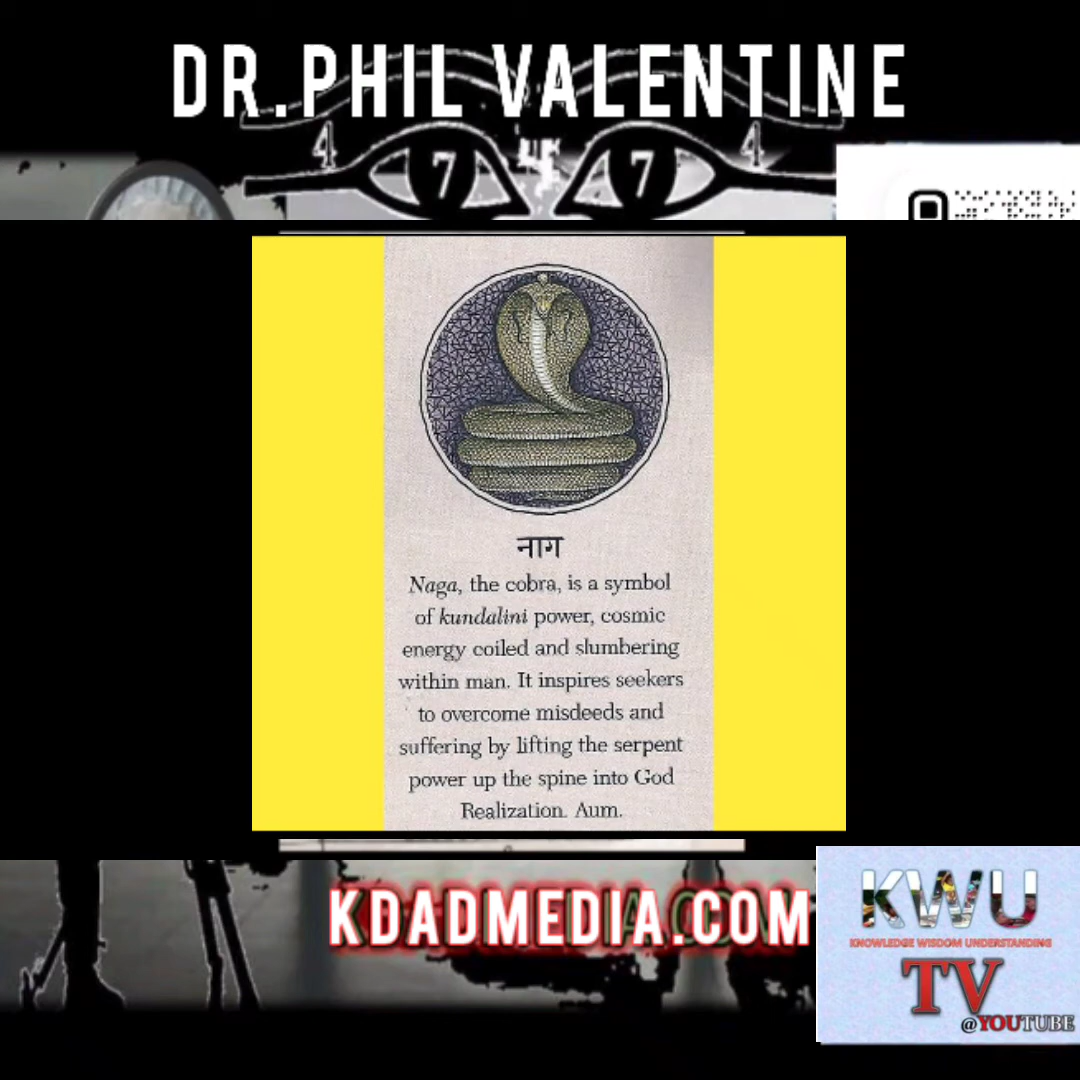 DR.PHIL VALENTINE
4 7 7 4
नाग
Naga, the cobra, is a symbol
of kundalini power, cosmic
energy coiled and slumbering
within man. It inspires seekers
to overcome misdeeds and
suffering by lifting the serpent
power up the spine into God
Realization. Aum.
KDADMEDIA.COM
KWU
KNOWLEDGE WISDOM UNDERSTANDING
TV
@YOUTUBE